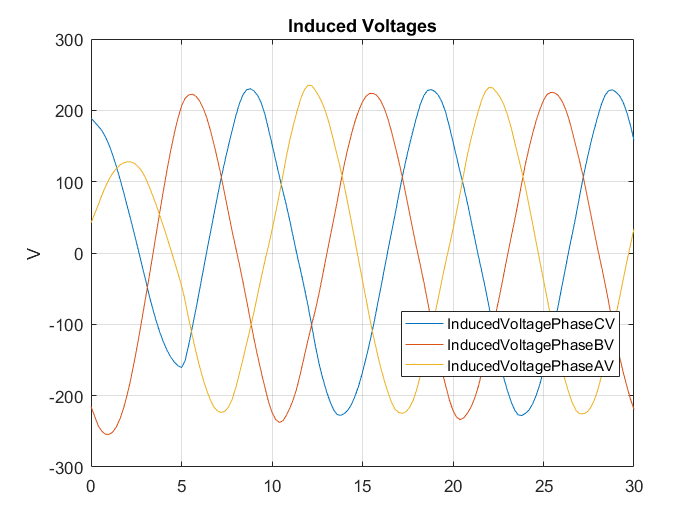 Induced Voltages
300
200
100
0
-100
-200
-300
V
InducedVoltagePhaseCV
InducedVoltagePhaseBV
InducedVoltagePhaseAV
0 5 10 15 20 25 30